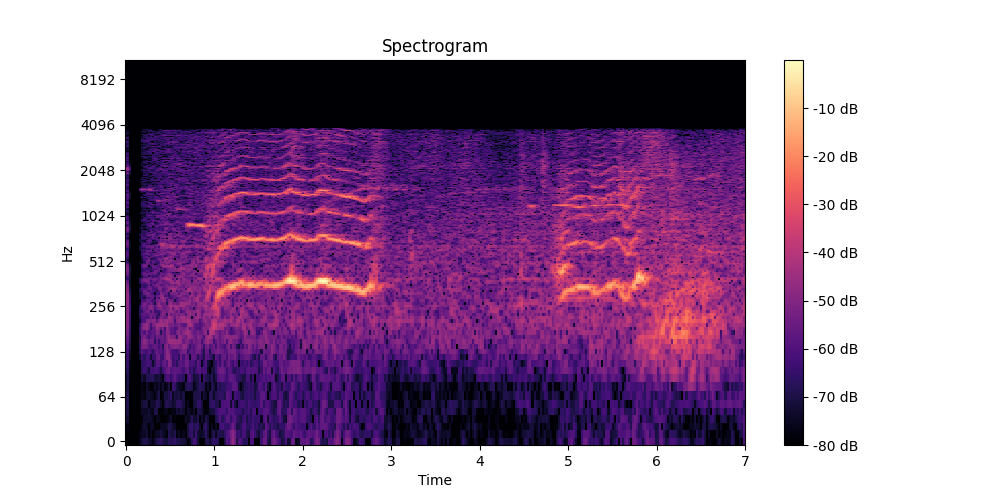 Spectrogram
8192
4096
2048
1024
512
256
128
64
0
Hz
0 1 2 3 4 5 6 7
Time
-10 dB
-20 dB
-30 dB
-40 dB
-50 dB
-60 dB
-70 dB
-80 dB